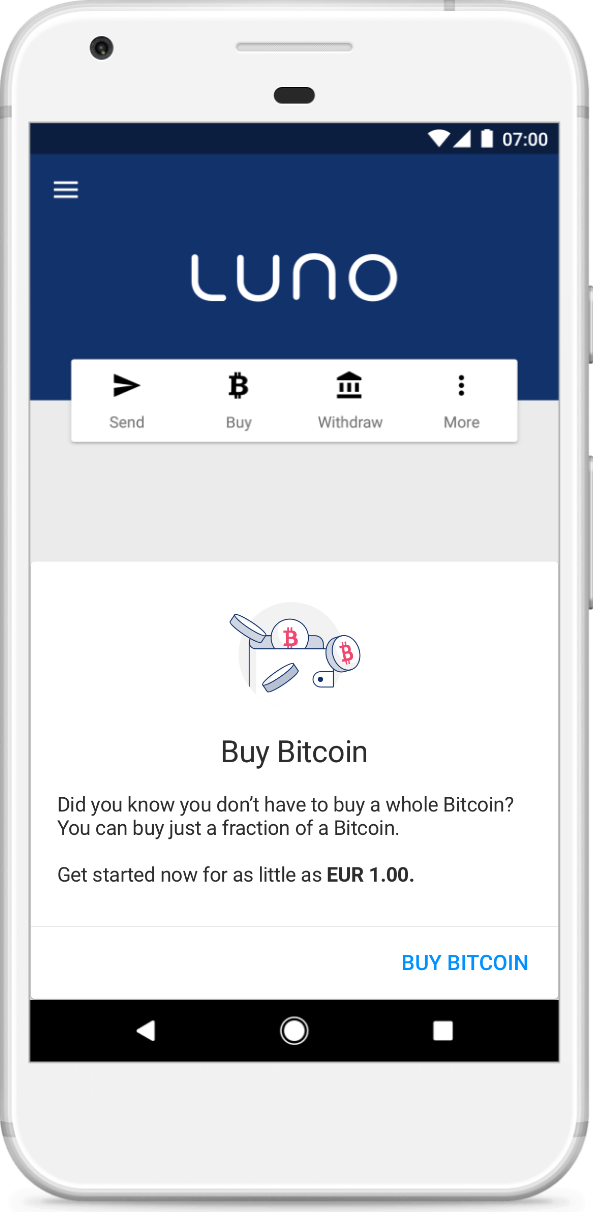 07:00
LUNO
Send Buy Withdraw More
Buy Bitcoin
Did you know you don’t have to buy a whole Bitcoin?
You can buy just a fraction of a Bitcoin.
Get started now for as little as EUR 1.00.
BUY BITCOIN